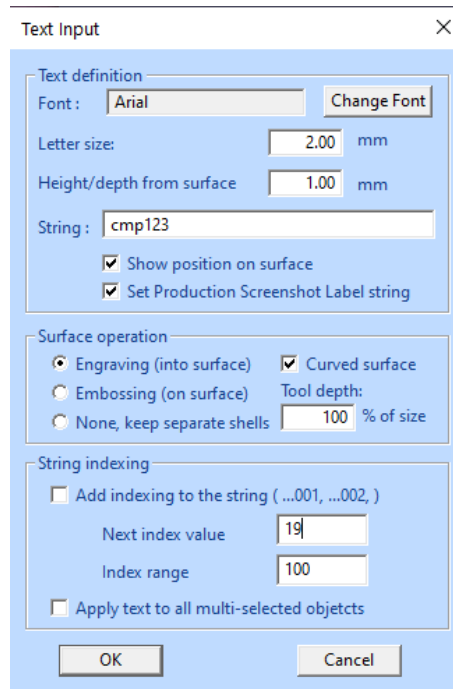 Text Input
Text definition
Font : Arial Change Font
Letter size: 2.00 mm
Height/depth from surface 1.00 mm
String : cmp123
Show position on surface
Set Production Screenshot Label string
Surface operation
Engraving (into surface) Curved surface
Embossing (on surface) Tool depth:
None, keep separate shells 100 % of size
String indexing
Add indexing to the string ( ...001, ...002, )
Next index value 19
Index range 100
Apply text to all multi-selected objetcts
OK Cancel